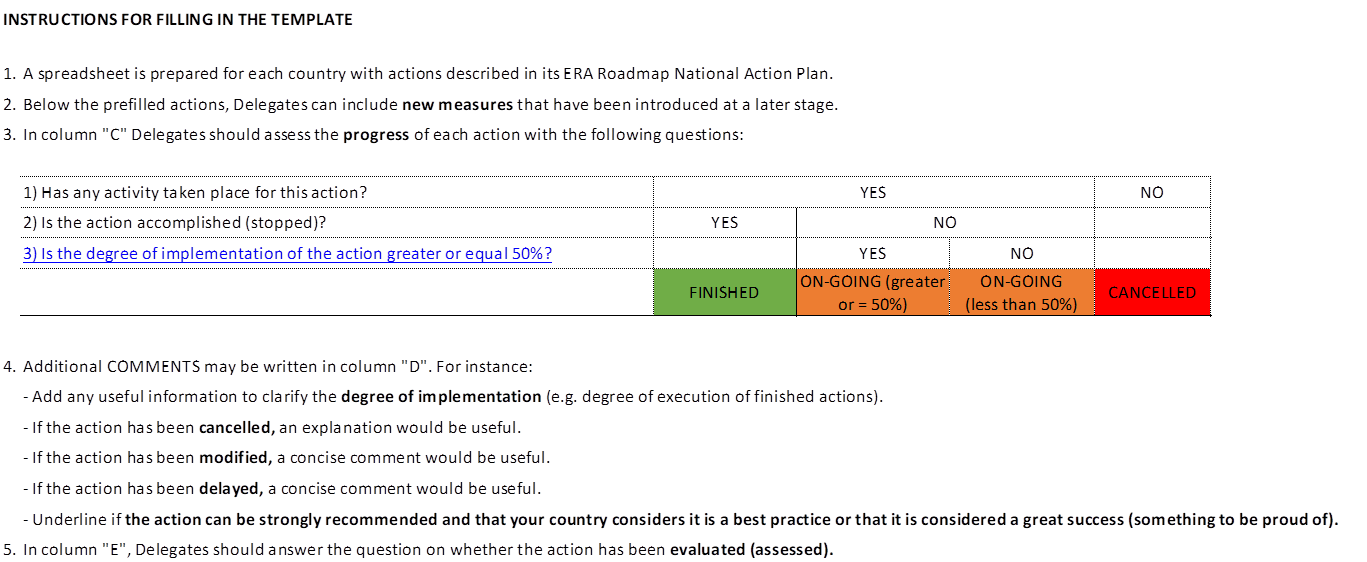 INSTRUCTIONS FOR FILLING IN THE TEMPLATE
1. A spreadsheet is prepared for each country with actions described in its ERA Roadmap National Action Plan.
2. Below the prefilled actions, Delegates can include new measures that have been introduced at a later stage.
3. In column "C" Delegates should assess the progress of each action with the following questions:
1) Has any activity taken place for this action? YES NO
2) Is the action accomplished (stopped)? YES NO
3) Is the degree of implementation of the action greater or equal 50%? YES NO
FINISHED ON-GOING (greater or = 50%) ON-GOING (less than 50%) CANCELLED
4. Additional COMMENTS may be written in column "D". For instance:
- Add any useful information to clarify the degree of implementation (e.g. degree of execution of finished actions).
- If the action has been cancelled, an explanation would be useful.
- If the action has been modified, a concise comment would be useful.
- If the action has been delayed, a concise comment would be useful.
- Underline if the action can be strongly recommended and that your country considers it is a best practice or that it is considered a great success (something to be proud of).
5. In column "E", Delegates should answer the question on whether the action has been evaluated (assessed).